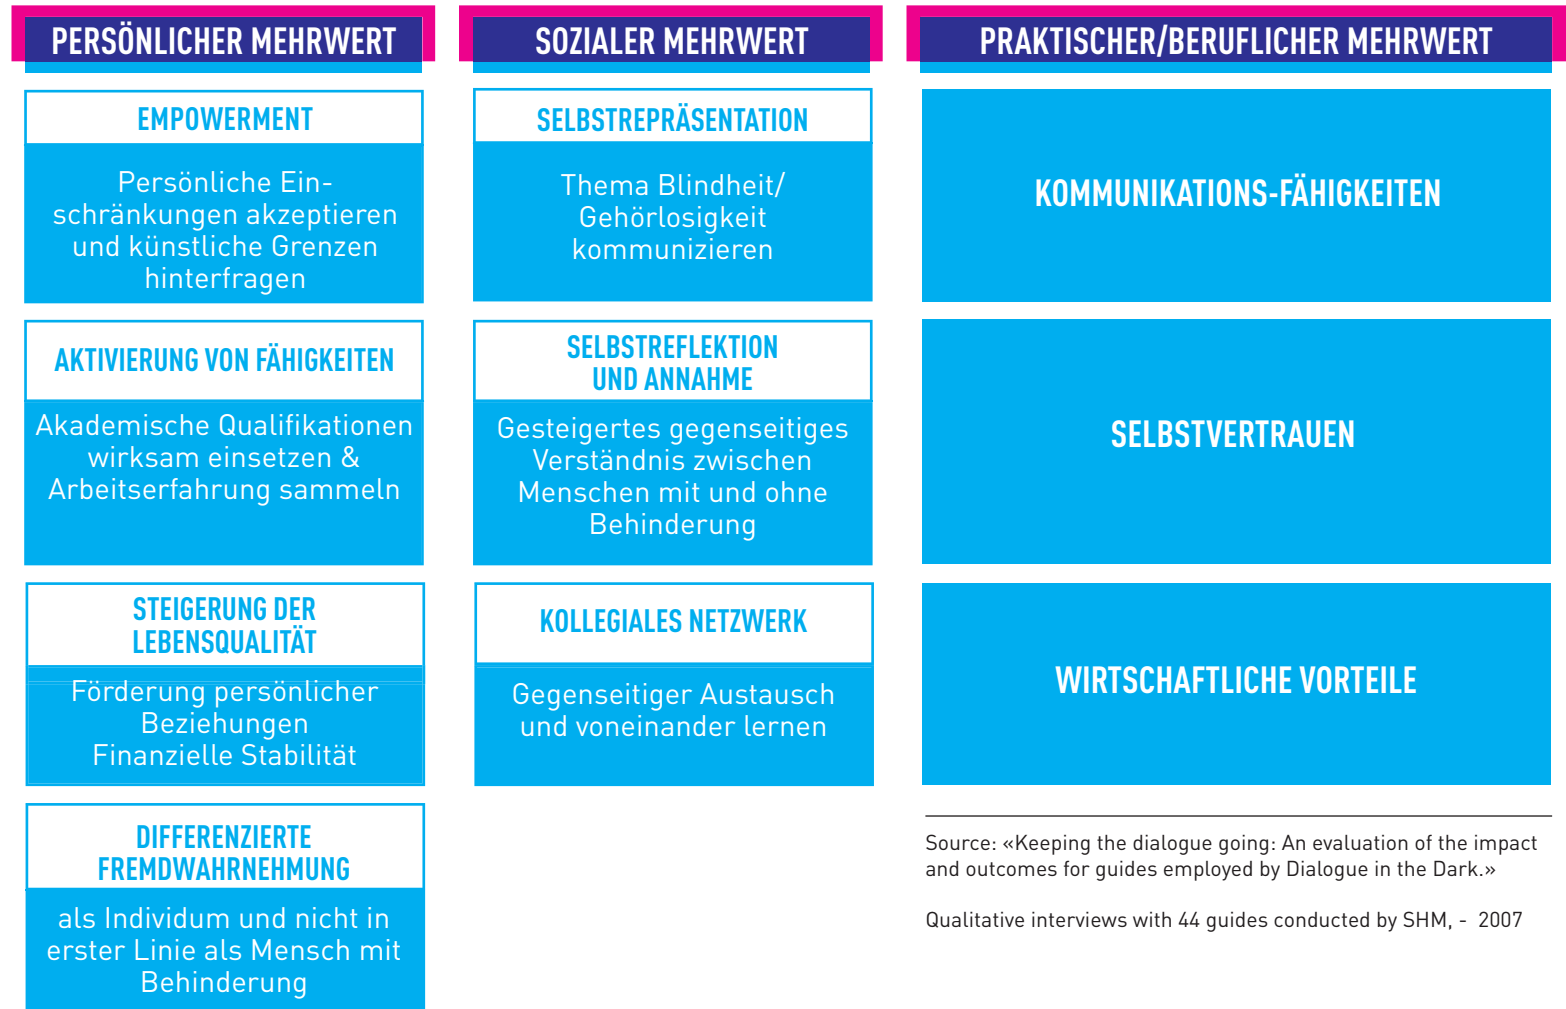 PERSÖNLICHER MEHRWERT
EMPOWERMENT
Persönliche Ein-
schränkungen akzeptieren
und künstliche Grenzen
hinterfragen
AKTIVIERUNG VON FÄHIGKEITEN
Akademische Qualifikationen
wirksam einsetzen &
Arbeitserfahrung sammeln
STEIGERUNG DER
LEBENSQUALITÄT
Förderung persönlicher
Beziehungen
Finanzielle Stabilität
DIFFERENZIERTE
FREMDWAHRNEHMUNG
als Individum und nicht in
erster Linie als Mensch mit
Behinderung
SOZIALER MEHRWERT
SELBSTREPRÄSENTATION
Thema Blindheit/
Gehörlosigkeit
kommunizieren
SELBSTREFLEKTION
UND ANNAHME
Gesteigertes gegenseitiges
Verständnis zwischen
Menschen mit und ohne
Behinderung
KOLLEGIALES NETZWERK
Gegenseitiger Austausch
und voneinander lernen
PRAKTISCHER/BERUFLICHER MEHRWERT
KOMMUNIKATIONS-FÄHIGKEITEN
SELBSTVERTRAUEN
WIRTSCHAFTLICHE VORTEILE
Source: «Keeping the dialogue going: An evaluation of the impact
and outcomes for guides employed by Dialogue in the Dark.»
Qualitative interviews with 44 guides conducted by SHM, - 2007